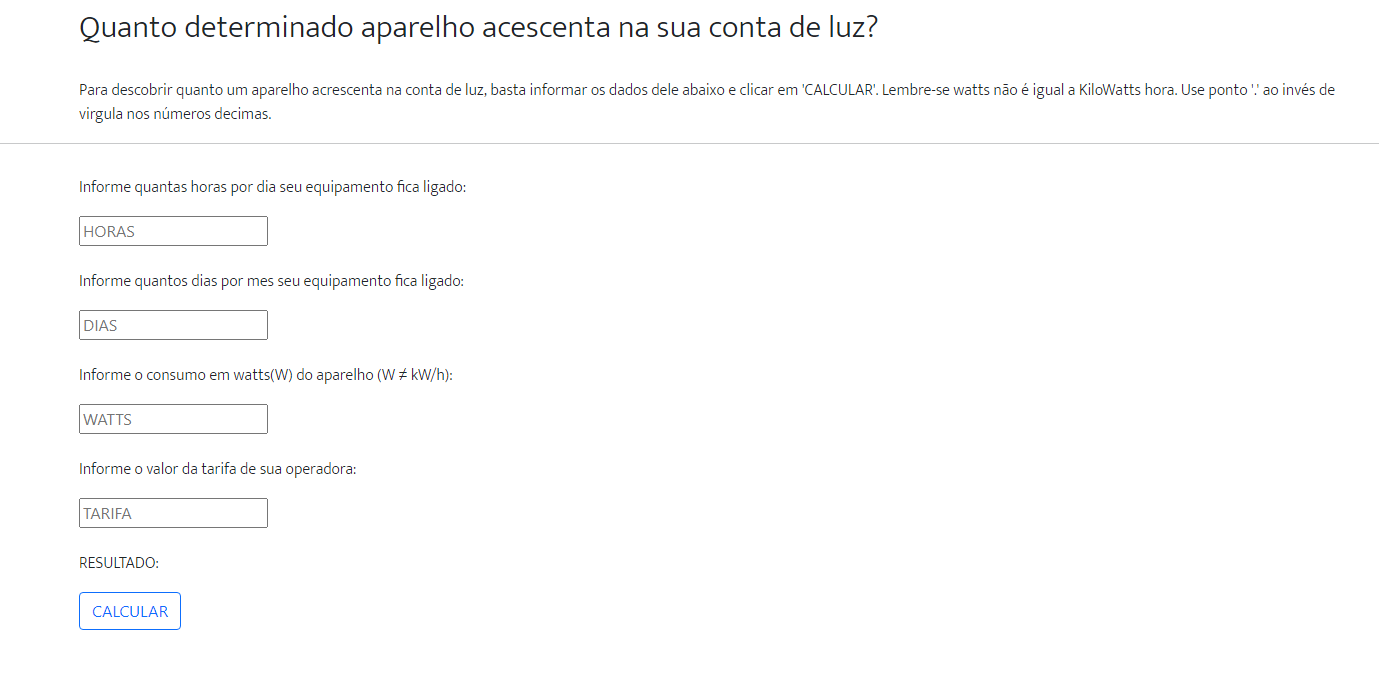 Quanto determinado aparelho acescenta na sua conta de luz?
Para descobrir quanto um aparelho acrescenta na conta de luz, basta informar os dados dele abaixo e clicar em 'CALCULAR'. Lembre-se watts não é igual a KiloWatts hora. Use ponto '.' ao invés de
virgula nos números decimas.
Informe quantas horas por dia seu equipamento fica ligado:
HORAS
Informe quantos dias por mes seu equipamento fica ligado:
DIAS
Informe o consumo em watts(W) do aparelho (W ≠ kW/h):
WATTS
Informe o valor da tarifa de sua operadora:
TARIFA
RESULTADO:
CALCULAR